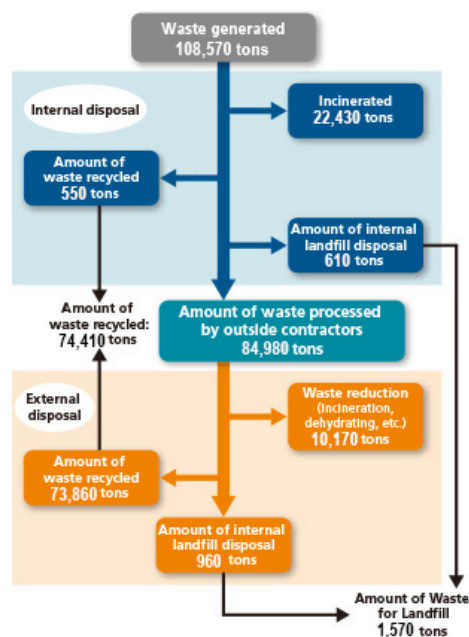 Waste generated
108,570 tons
Internal disposal
Incinerated
22,430 tons
Amount of
waste recycled
550 tons
Amount of internal
landfill disposal
610 tons
Amount of
waste recycled:
74,410 tons
Amount of waste processed
by outside contractors
84,980 tons
External
disposal
Waste reduction
(incineration,
dehydrating, etc.)
10,170 tons
Amount of
waste recycled
73,860 tons
Amount of internal
landfill disposal
960 tons
Amount of Waste
for Landfill
1,570 tons